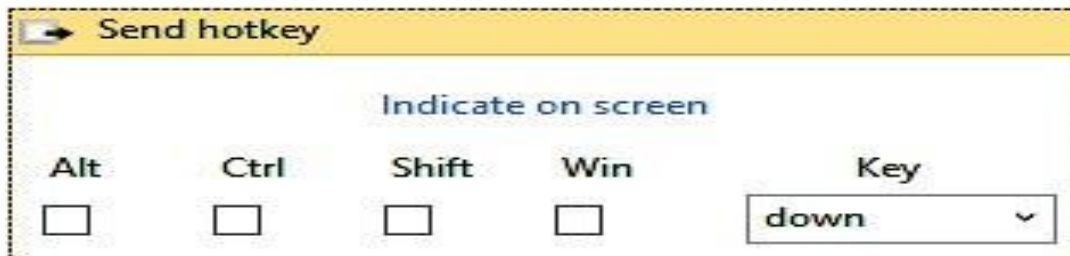 Send hotkey
Indicate on screen
Alt Ctrl Shift Win Key
down